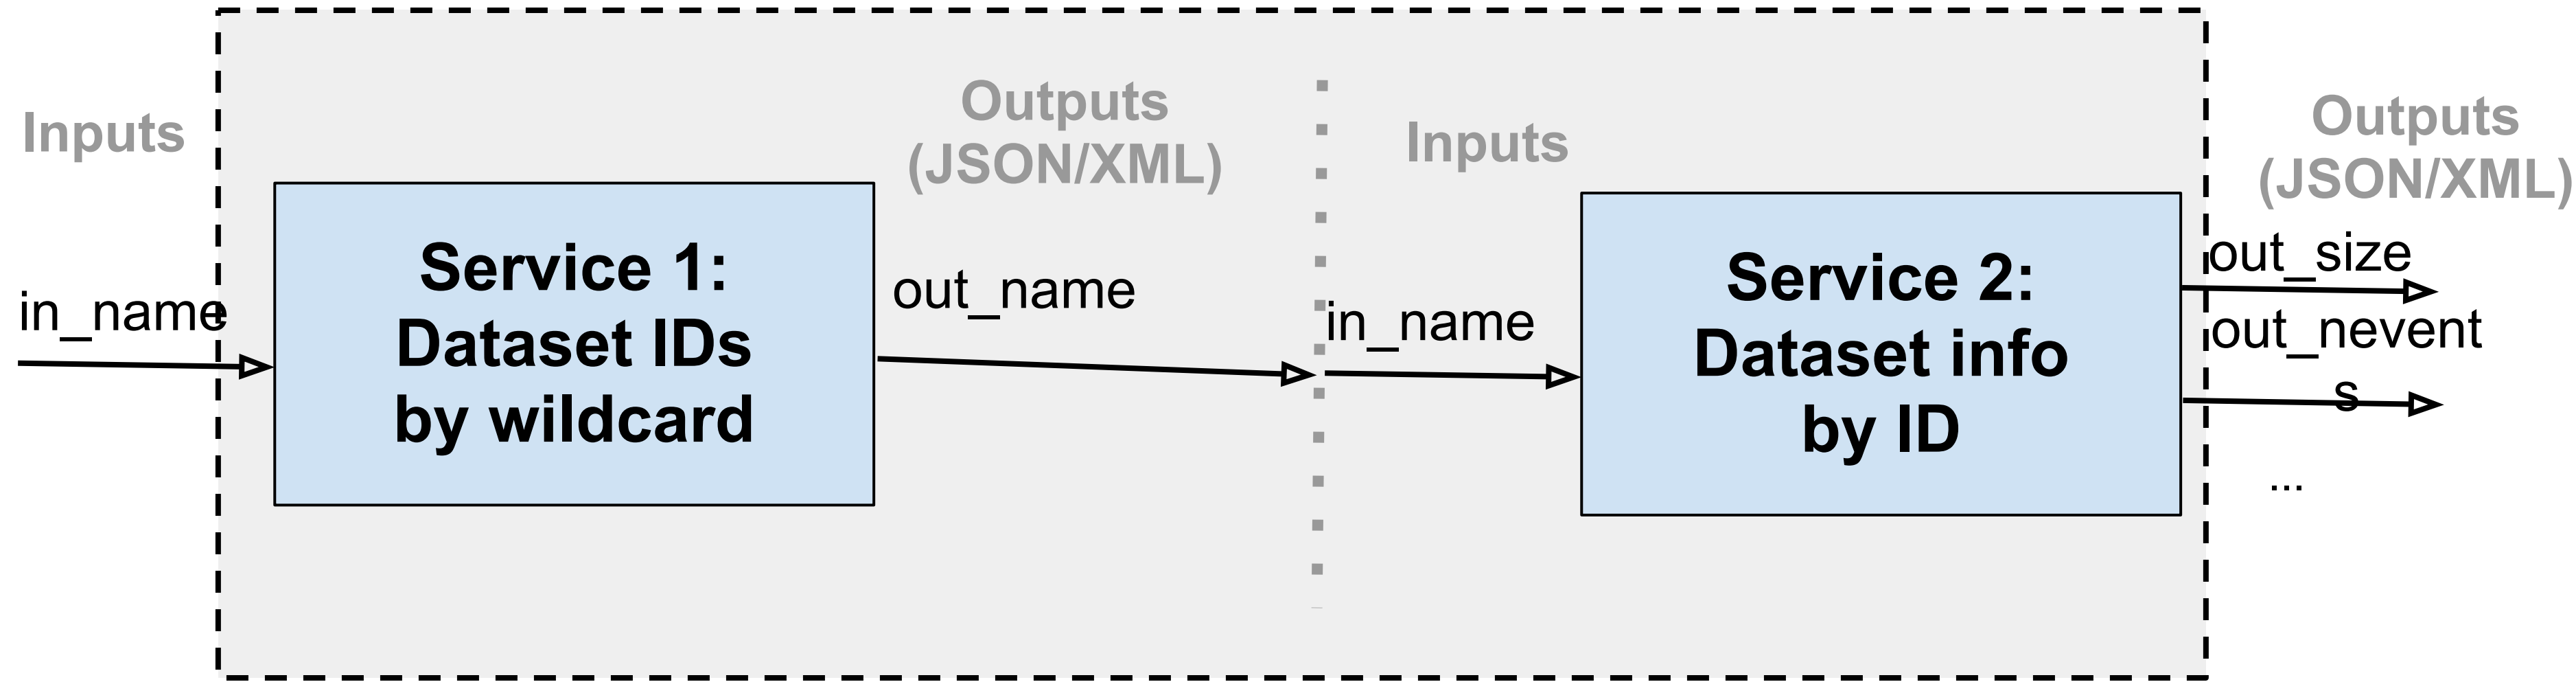 Inputs
in_name
Service 1:
Dataset IDs
by wildcard
Outputs
(JSON/XML)
out_name
Inputs
in_name
Service 2:
Dataset info
by ID
Outputs
(JSON/XML)
out_size
out_nevent
s
...